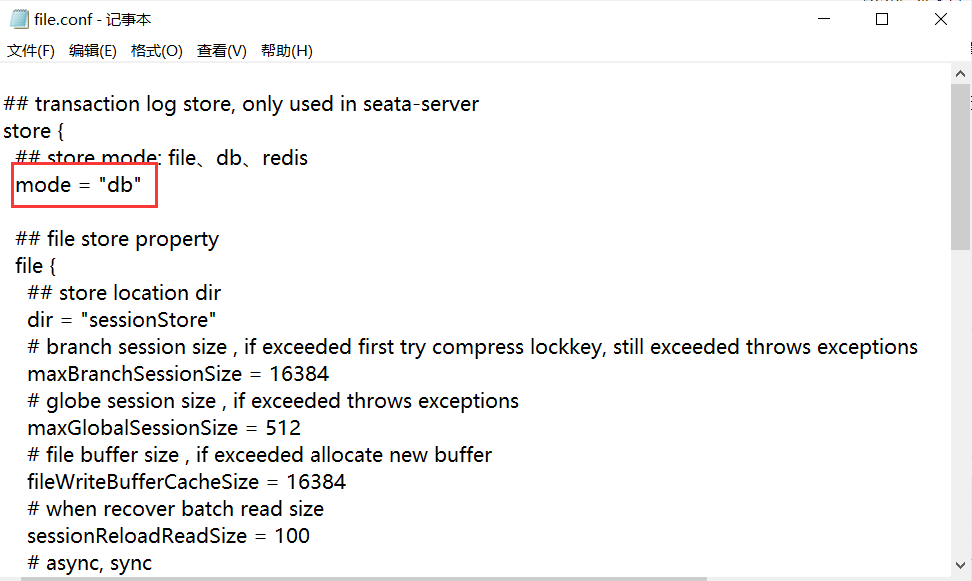 file.conf - 记事本
文件(F) 编辑(E) 格式(O) 查看(V) 帮助(H)
## transaction log store, only used in seata-server
store {
## store mode: file、db、redis
mode = "db"
## file store property
file {
## store location dir
dir = "sessionStore"
# branch session size , if exceeded first try compress lockkey, still exceeded throws exceptions
maxBranchSessionSize = 16384
# globe session size , if exceeded throws exceptions
maxGlobalSessionSize = 512
# file buffer size , if exceeded allocate new buffer
fileWriteBufferCacheSize = 16384
# when recover batch read size
sessionReloadReadSize = 100
# async, sync